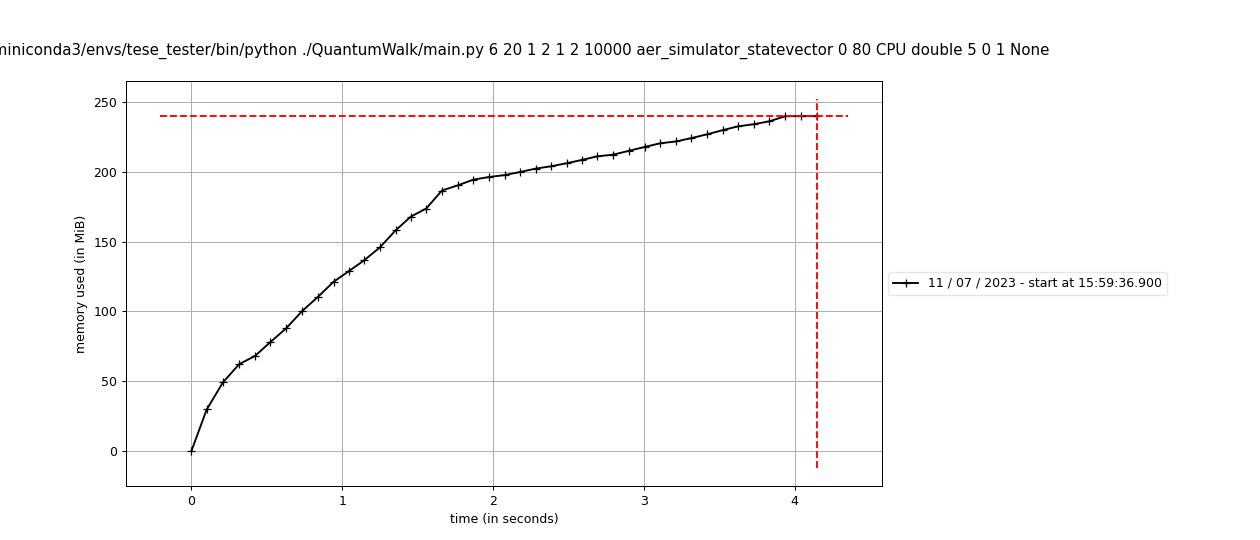 miniconda3/envs/tese_tester/bin/python ./QuantumWalk/main.py 6 20 1 2 1 2 10000 aer_simulator_statevector 0 80 CPU double 5 0 1 None
250
200
150
100
50
0
memory used (in MiB)
0 1 2 3 4
time (in seconds)
11 / 07 / 2023 - start at 15:59:36.900